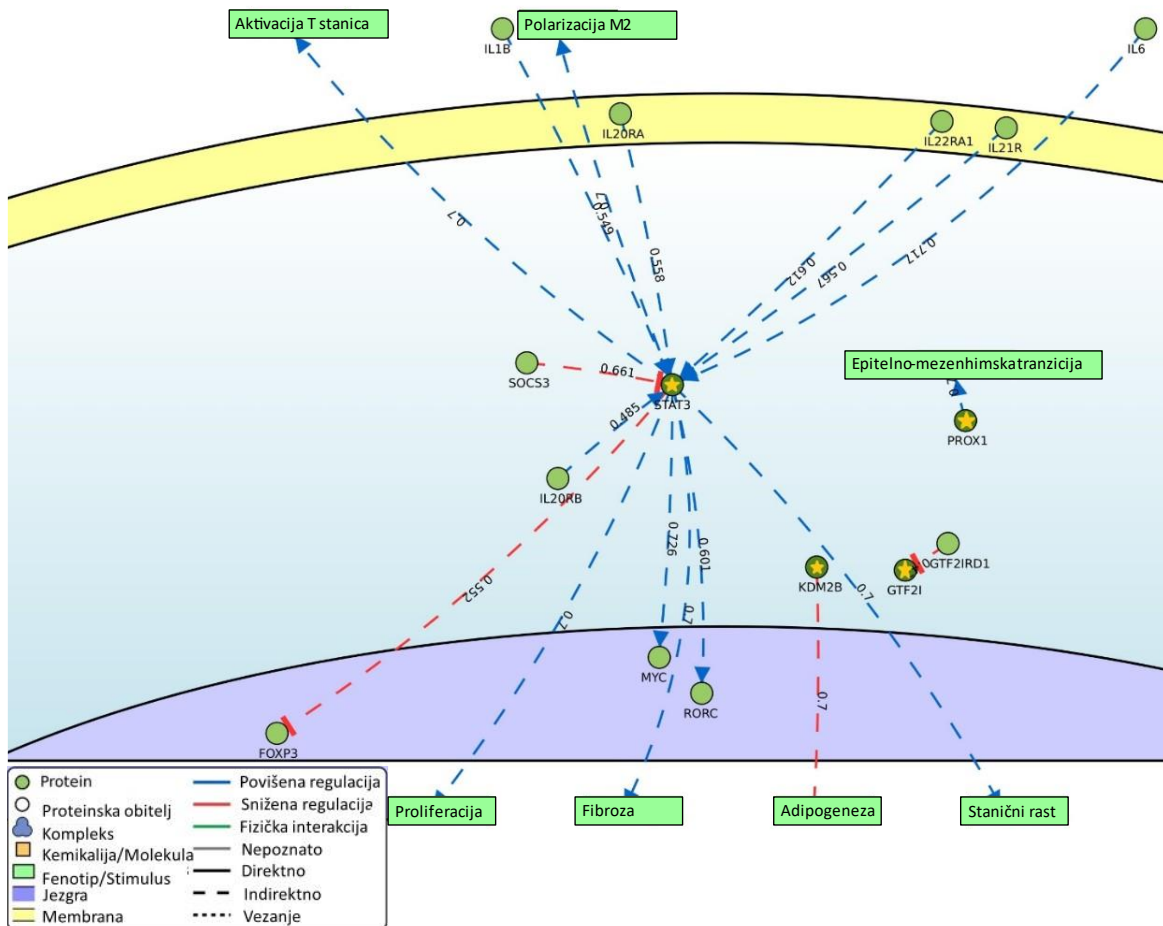 Aktivacija T stanica
Polarizacija M2
IL1B
IL6
IL20RA
IL22RA1
IL21R
0.7
0.7
0.549
0.558
0.612
0.567
0.717
SOCS3
0.661
STAT3
Epitelno-mezenhimskatranzicija
PROX1
0.485
IL20RB
0.552
0.726
0.601
GTF2IRD1
KDM2B
GTF2I
0.7
0.7
0.7
MYC
RORC
0.7
FOXP3
Proliferacija
Fibroza
Adipogeneza
Stanični rast
Protein
Proteinska obitelj
Kompleks
Kemikalija/Molekula
Fenotip/Stimulus
Jezgra
Membrana
Povišena regulacija
Snižena regulacija
Fizička interakcija
Nepoznato
Direktno
Indirektno
Vezanje